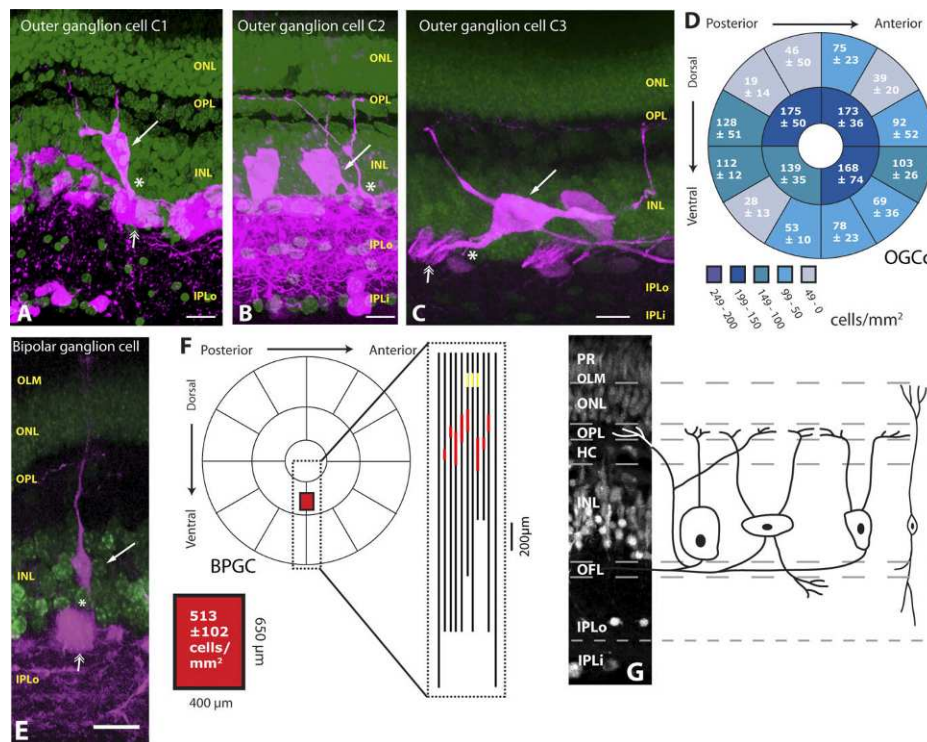 Outer ganglion cell C1
ONL
OPL
INL
*
IPLo
A
Outer ganglion cell C2
ONL
OPL
INL
*
IPLo
IPLi
B
Outer ganglion cell C3
ONL
OPL
INL
*
IPLo
IPLi
C
D
Posterior
Anterior
Dorsal
Ventral
46
± 50
75
± 23
19
± 14
39
± 20
175
± 50
173
± 36
128
± 51
92
± 52
112
± 12
139
± 35
168
± 74
103
± 26
28
± 13
69
± 36
53
± 10
78
± 23
249 - 200
199 - 150
149 - 100
99 - 50
49 - 0
cells/mm²
Bipolar ganglion cell
OLM
ONL
OPL
INL
*
IPLo
E
F
Posterior
Anterior
Dorsal
Ventral
BPGC
513
±102
cells/
mm²
650 µm
400 µm
200µm
PR
OLM
ONL
OPL
HC
INL
OFL
IPLo
IPLi
G